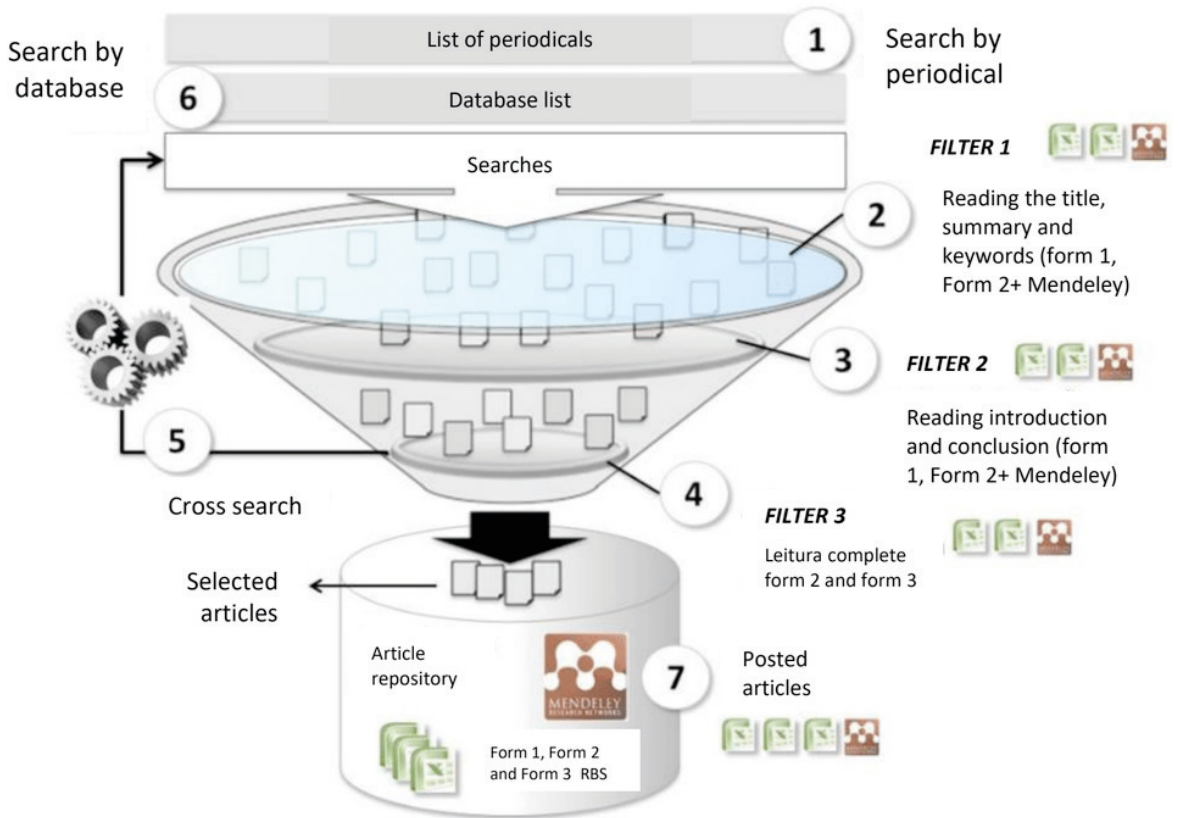 List of periodicals
1
Search by
periodical
Search by
database
6
Database list
Searches
FILTER 1
2
Reading the title,
summary and
keywords (form 1,
Form 2+ Mendeley)
3
FILTER 2
Reading introduction
and conclusion (form
1, Form 2+ Mendeley)
5
Cross search
4
FILTER 3
Leitura complete
form 2 and form 3
Selected
articles
Article
repository
MENDELEY
RESEARCH NETWORKS
7
Posted
articles
Form 1, Form 2
and Form 3 RBS